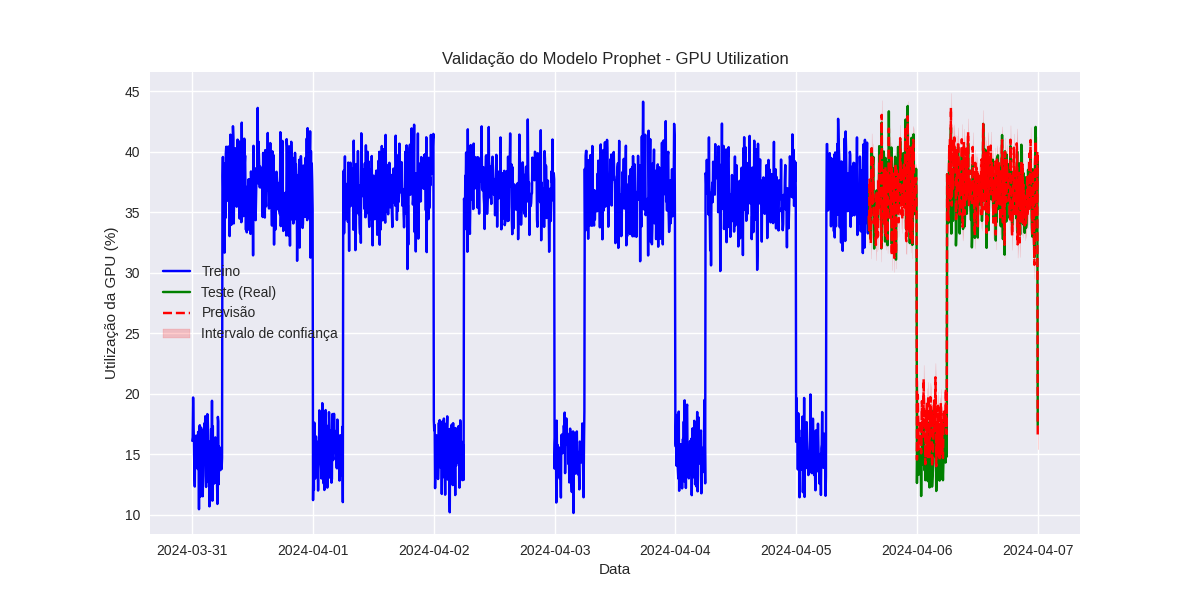 Validação do Modelo Prophet - GPU Utilization
Utilização da GPU (%)
45
40
35
30
25
20
15
10
Treino
Teste (Real)
Previsão
Intervalo de confiança
2024-03-31 2024-04-01 2024-04-02 2024-04-03 2024-04-04 2024-04-05 2024-04-06 2024-04-07
Data